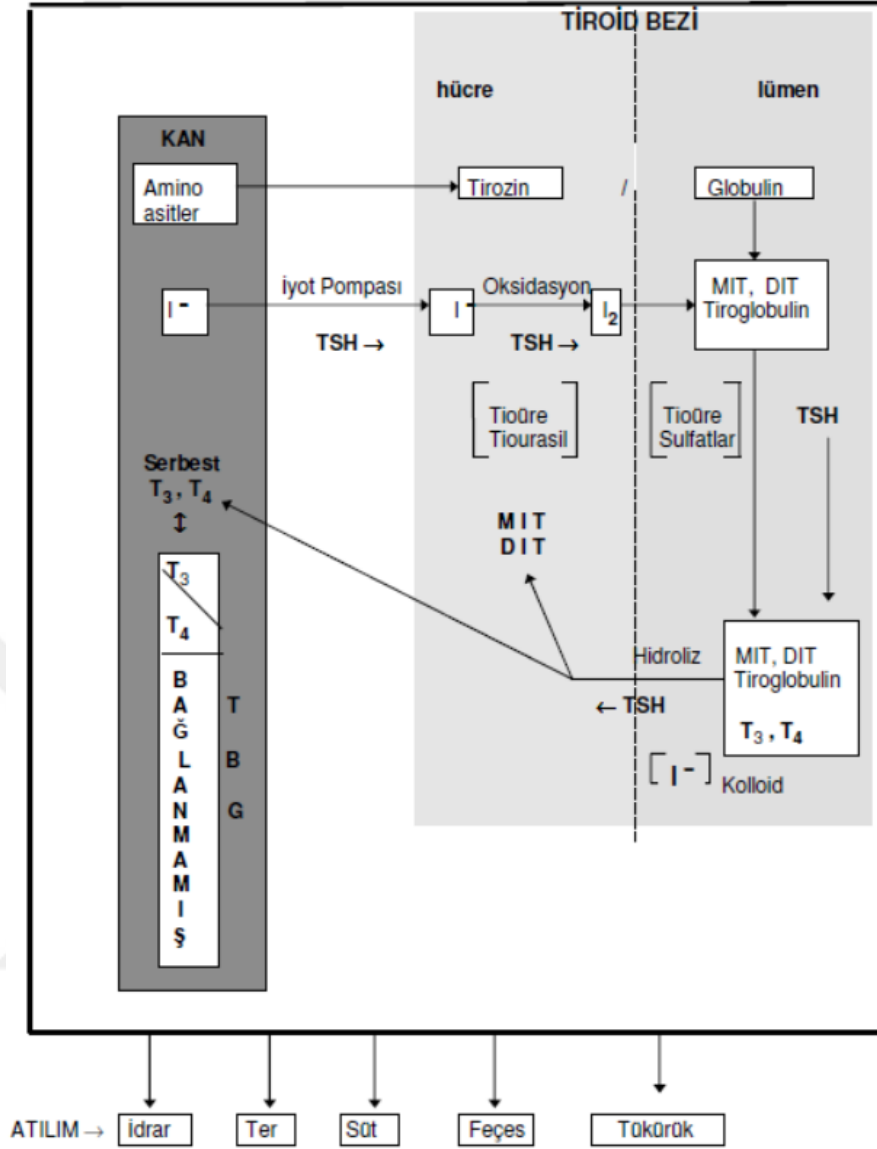 TİROİD BEZİ
hücre
lümen
KAN
Amino
asitler
Tirozin
/
Globulin
I -
İyot Pompası
I -
Oksidasyon
I2
MIT, DIT
Tiroglobulin
TSH →
TSH →
Tioüre
Tiourasil
Tioüre
Sulfatlar
TSH
Serbest
T3 , T4
↕
MIT
DIT
T3
T4
BAĞLANMAMIŞ
TBG
Hidroliz
← TSH
MIT, DIT
Tiroglobulin
T3 , T4
[ I - ] Kolloid
ATILIM → İdrar Ter Süt Feçes Tükürük